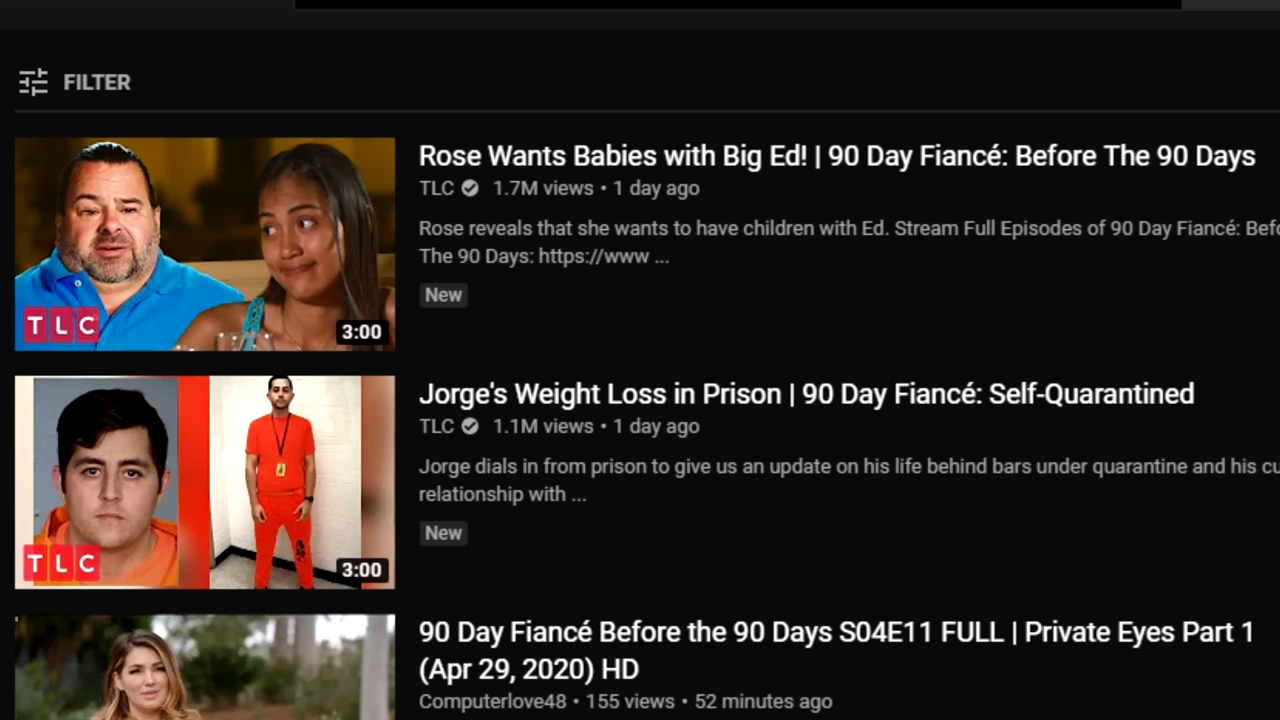 FILTER
Rose Wants Babies with Big Ed! | 90 Day Fiancé: Before The 90 Days
TLC 1.7M views • 1 day ago
Rose reveals that she wants to have children with Ed. Stream Full Episodes of 90 Day Fiancé: Befo
The 90 Days: https://www ...
New
TLC
3:00
Jorge's Weight Loss in Prison | 90 Day Fiancé: Self-Quarantined
TLC 1.1M views • 1 day ago
Jorge dials in from prison to give us an update on his life behind bars under quarantine and his cu
relationship with ...
New
TLC
3:00
90 Day Fiancé Before the 90 Days S04E11 FULL | Private Eyes Part 1
(Apr 29, 2020) HD
Computerlove48 • 155 views • 52 minutes ago